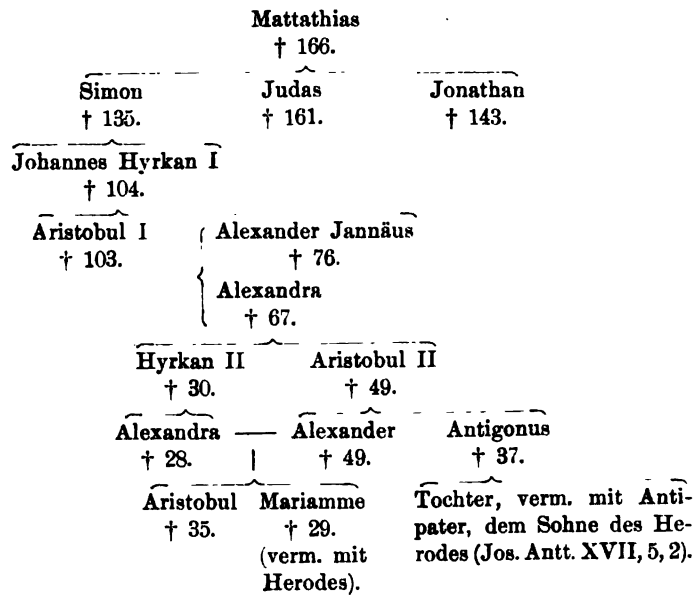 Mattathias
† 166.
Simon Judas Jonathan
† 135. † 161. † 143.
Johannes Hyrkan I
† 104.
Aristobul I Alexander Jannäus
† 103. † 76.
Alexandra
† 67.
Hyrkan II Aristobul II
† 30. † 49.
Alexandra — Alexander Antigonus
† 28. † 49. † 37.
Aristobul Mariamme Tochter, verm. mit Anti-
† 35. † 29. pater, dem Sohne des He-
(verm. mit rodes (Jos. Antt. XVII, 5, 2).
Herodes).